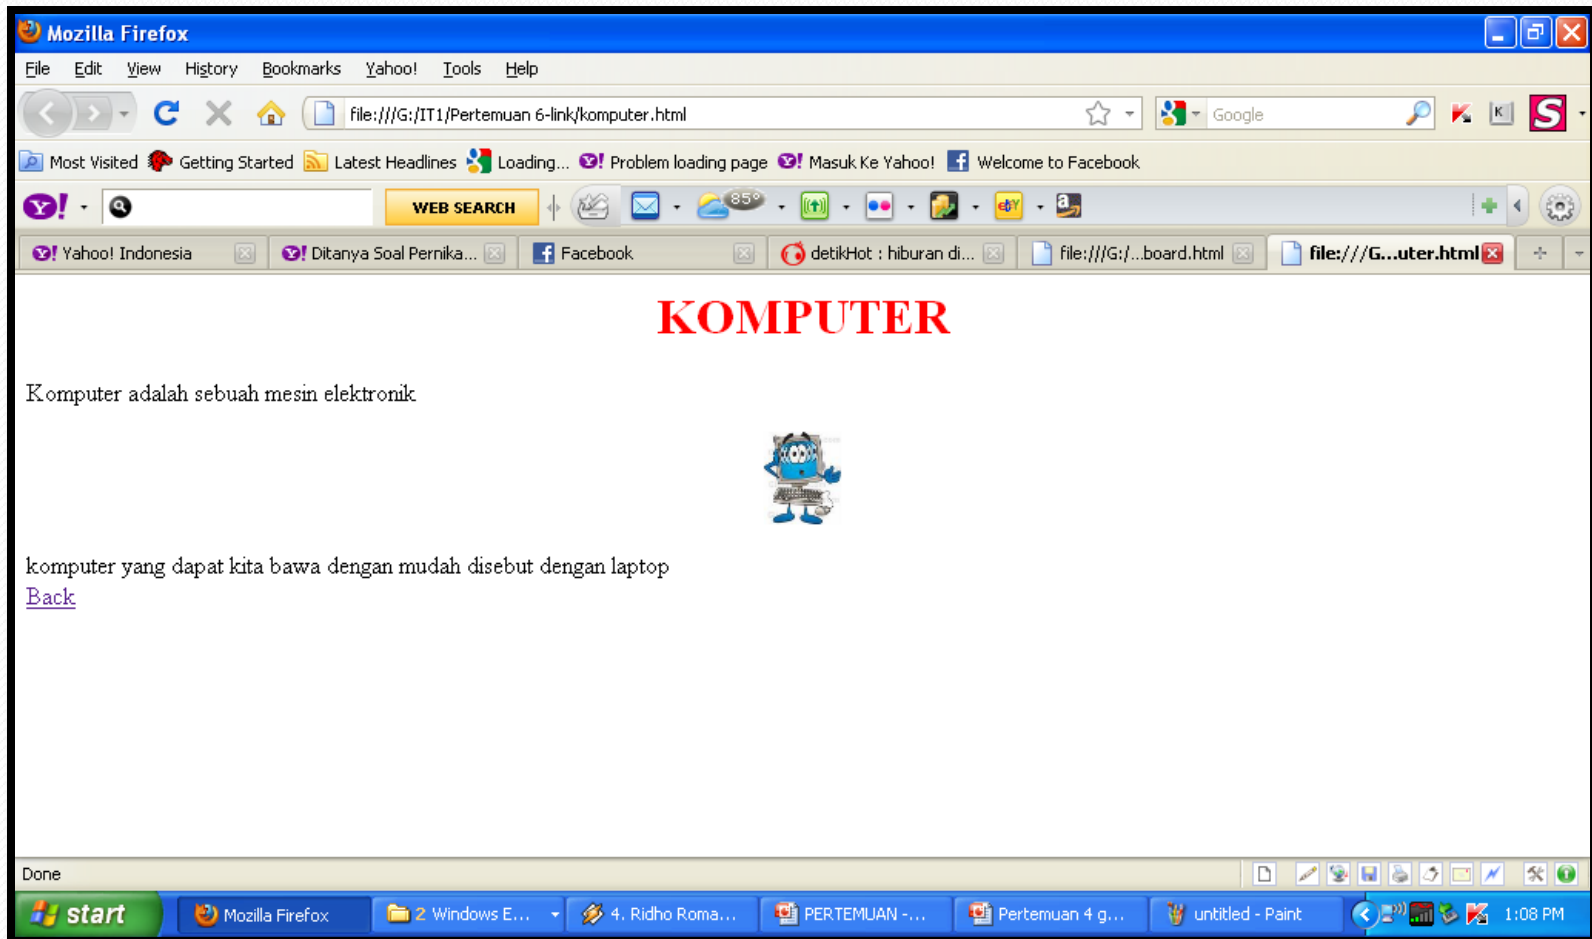 Mozilla Firefox
File Edit View History Bookmarks Yahoo! Tools Help
file:///G:/IT1/Pertemuan 6-link/komputer.html Google
Most Visited Getting Started Latest Headlines Loading... Problem loading page Masuk Ke Yahoo! Welcome to Facebook
Y! WEB SEARCH 85°
Yahoo! Indonesia Ditanya Soal Pernika... Facebook detikHot : hiburan di... file:///G:/...board.html file:///G...uter.html
KOMPUTER
Komputer adalah sebuah mesin elektronik
komputer yang dapat kita bawa dengan mudah disebut dengan laptop
Back
Done
start Mozilla Firefox 2 Windows E... 4. Ridho Roma... PERTEMUAN -... Pertemuan 4 g... untitled - Paint 1:08 PM